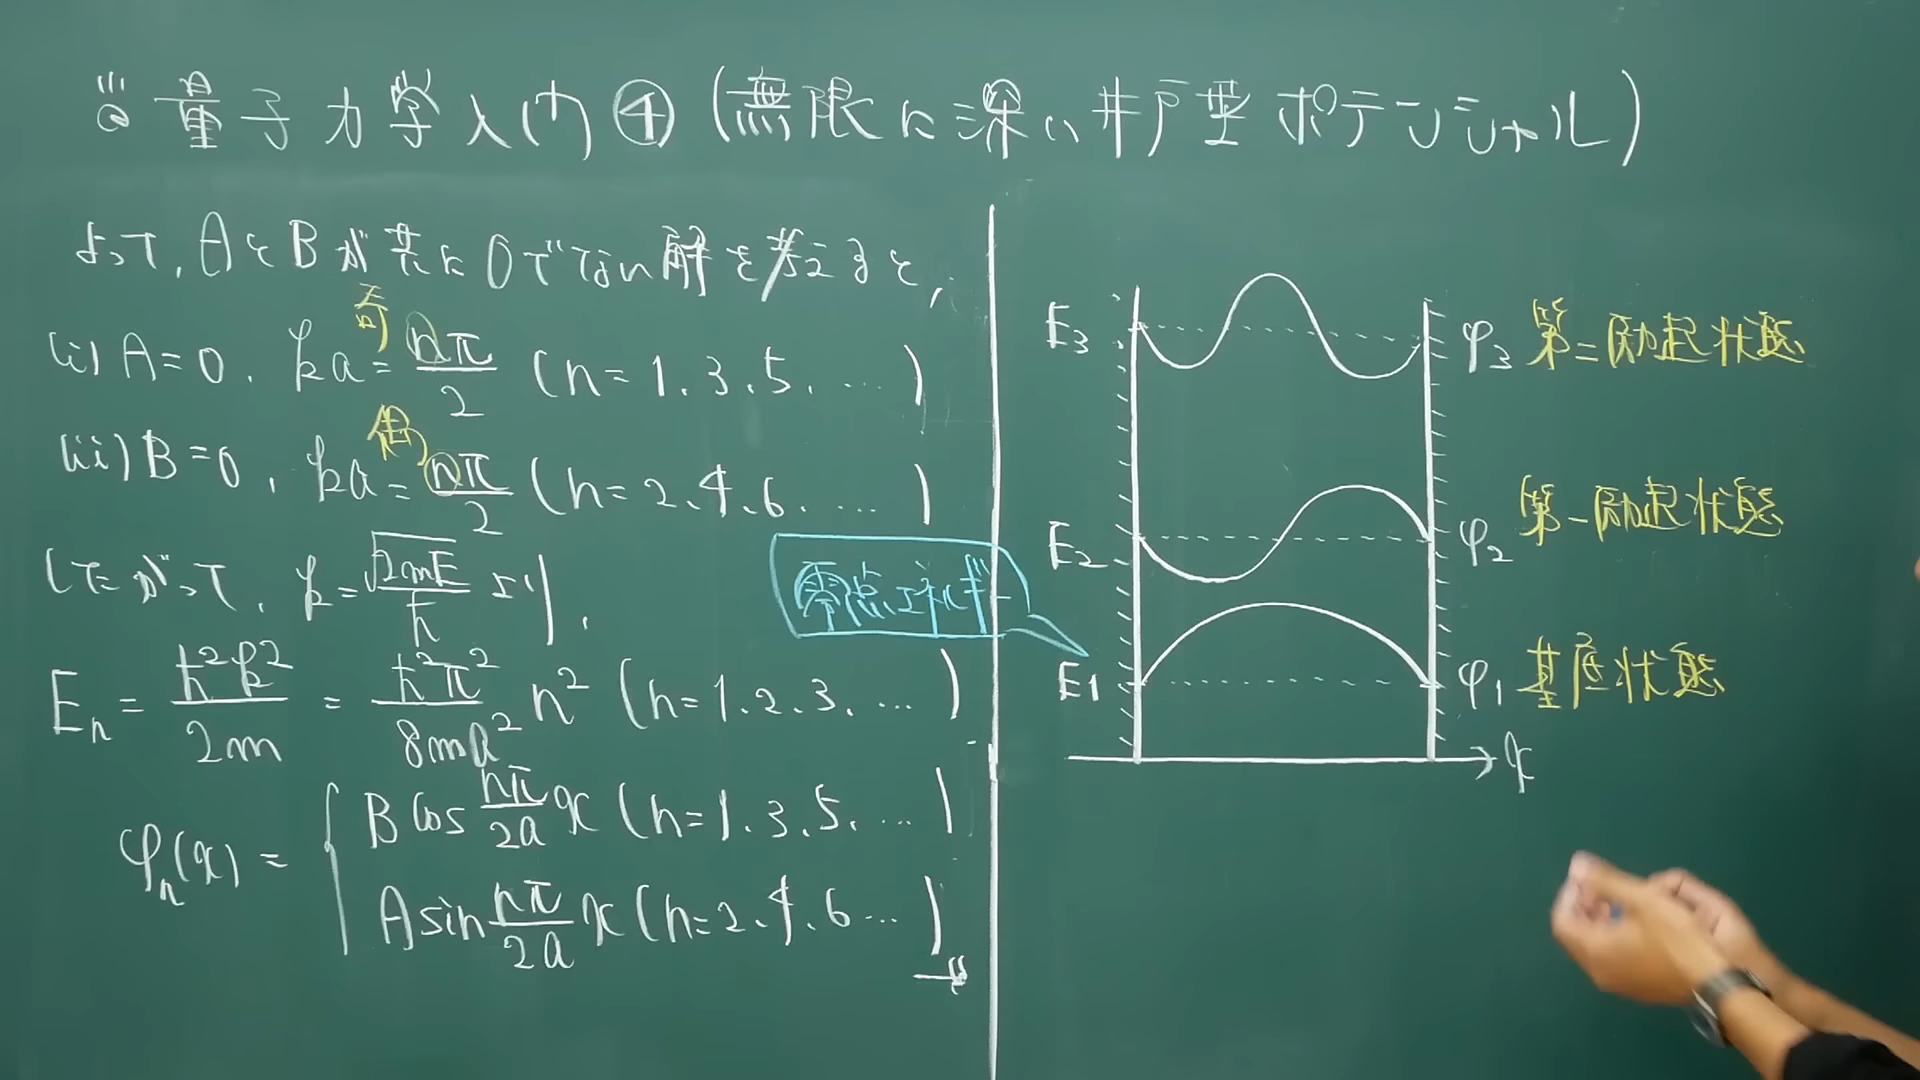 ◎量子力学入門④(無限に深い井戸型ポテンシャル)
よって、AとBが共に0でない解を考えると、
(i) A=0, ka = nπ/2 (n=1,3,5,…)
奇
(ii) B=0, ka = nπ/2 (n=2,4,6,…)
偶
したがって、k=√2mE/ħ より、
En = ħ²k²/2m = ħ²π²/8ma² n² (n=1,2,3,…)
φn(x) = { B cos nπ/2a x (n=1,3,5,…)
A sin nπ/2a x (n=2,4,6…)
零点エネルギー
E3 φ3 第二励起状態
E2 φ2 第一励起状態
E1 φ1 基底状態
x